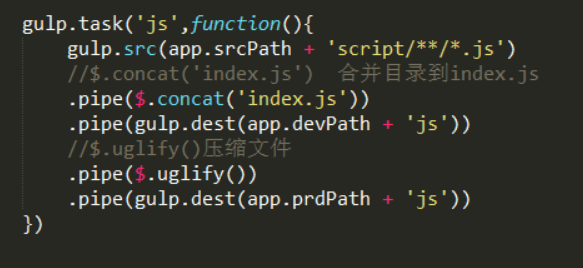 gulp.task('js',function(){
    gulp.src(app.srcPath + 'script/**/*.js')
    //$.concat('index.js')  合并目录到index.js
    .pipe($.concat('index.js'))
    .pipe(gulp.dest(app.devPath + 'js'))
    //$.uglify()压缩文件
    .pipe($.uglify())
    .pipe(gulp.dest(app.prdPath + 'js'))
})